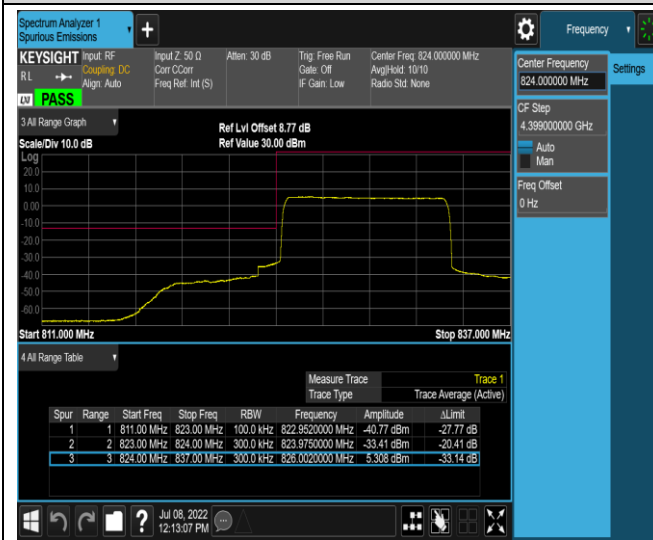 Spectrum Analyzer 1
Spurious Emissions
Frequency
KEYSIGHT Input: RF Input Z: 50 Ω Atten: 30 dB Trig: Free Run Center Freq: 824.000000 MHz
R L Coupling: DC Corr CCorr Gate: Off Avg|Hold: 10/10
Align: Auto Freq Ref: Int (S) IF Gain: Low Radio Std: None
LXI PASS
Center Frequency
824.000000 MHz
Settings
CF Step
4.399000000 GHz
Auto
Man
Freq Offset
0 Hz
3 All Range Graph
Ref Lvl Offset 8.77 dB
Scale/Div 10.0 dB Ref Value 30.00 dBm
Log
20.0
10.0
0.00
-10.0
-20.0
-30.0
-40.0
-50.0
-60.0
Start 811.000 MHz Stop 837.000 MHz
4 All Range Table
Measure Trace Trace 1
Trace Type Trace Average (Active)
Spur Range Start Freq Stop Freq RBW Frequency Amplitude ΔLimit
1 1 811.00 MHz 823.00 MHz 100.0 kHz 822.9520000 MHz -40.77 dBm -27.77 dB
2 2 823.00 MHz 824.00 MHz 300.0 kHz 823.9750000 MHz -33.41 dBm -20.41 dB
3 3 824.00 MHz 837.00 MHz 300.0 kHz 826.0020000 MHz 5.308 dBm -33.14 dB
? Jul 08, 2022
12:13:07 PM